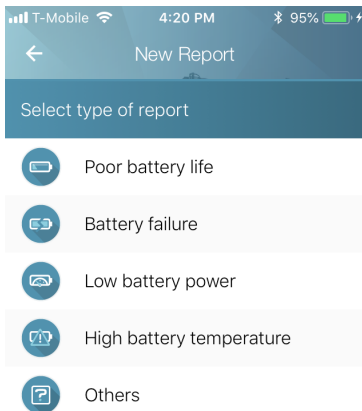 T-Mobile 4:20 PM 95%
New Report
Select type of report
Poor battery life
Battery failure
Low battery power
High battery temperature
Others